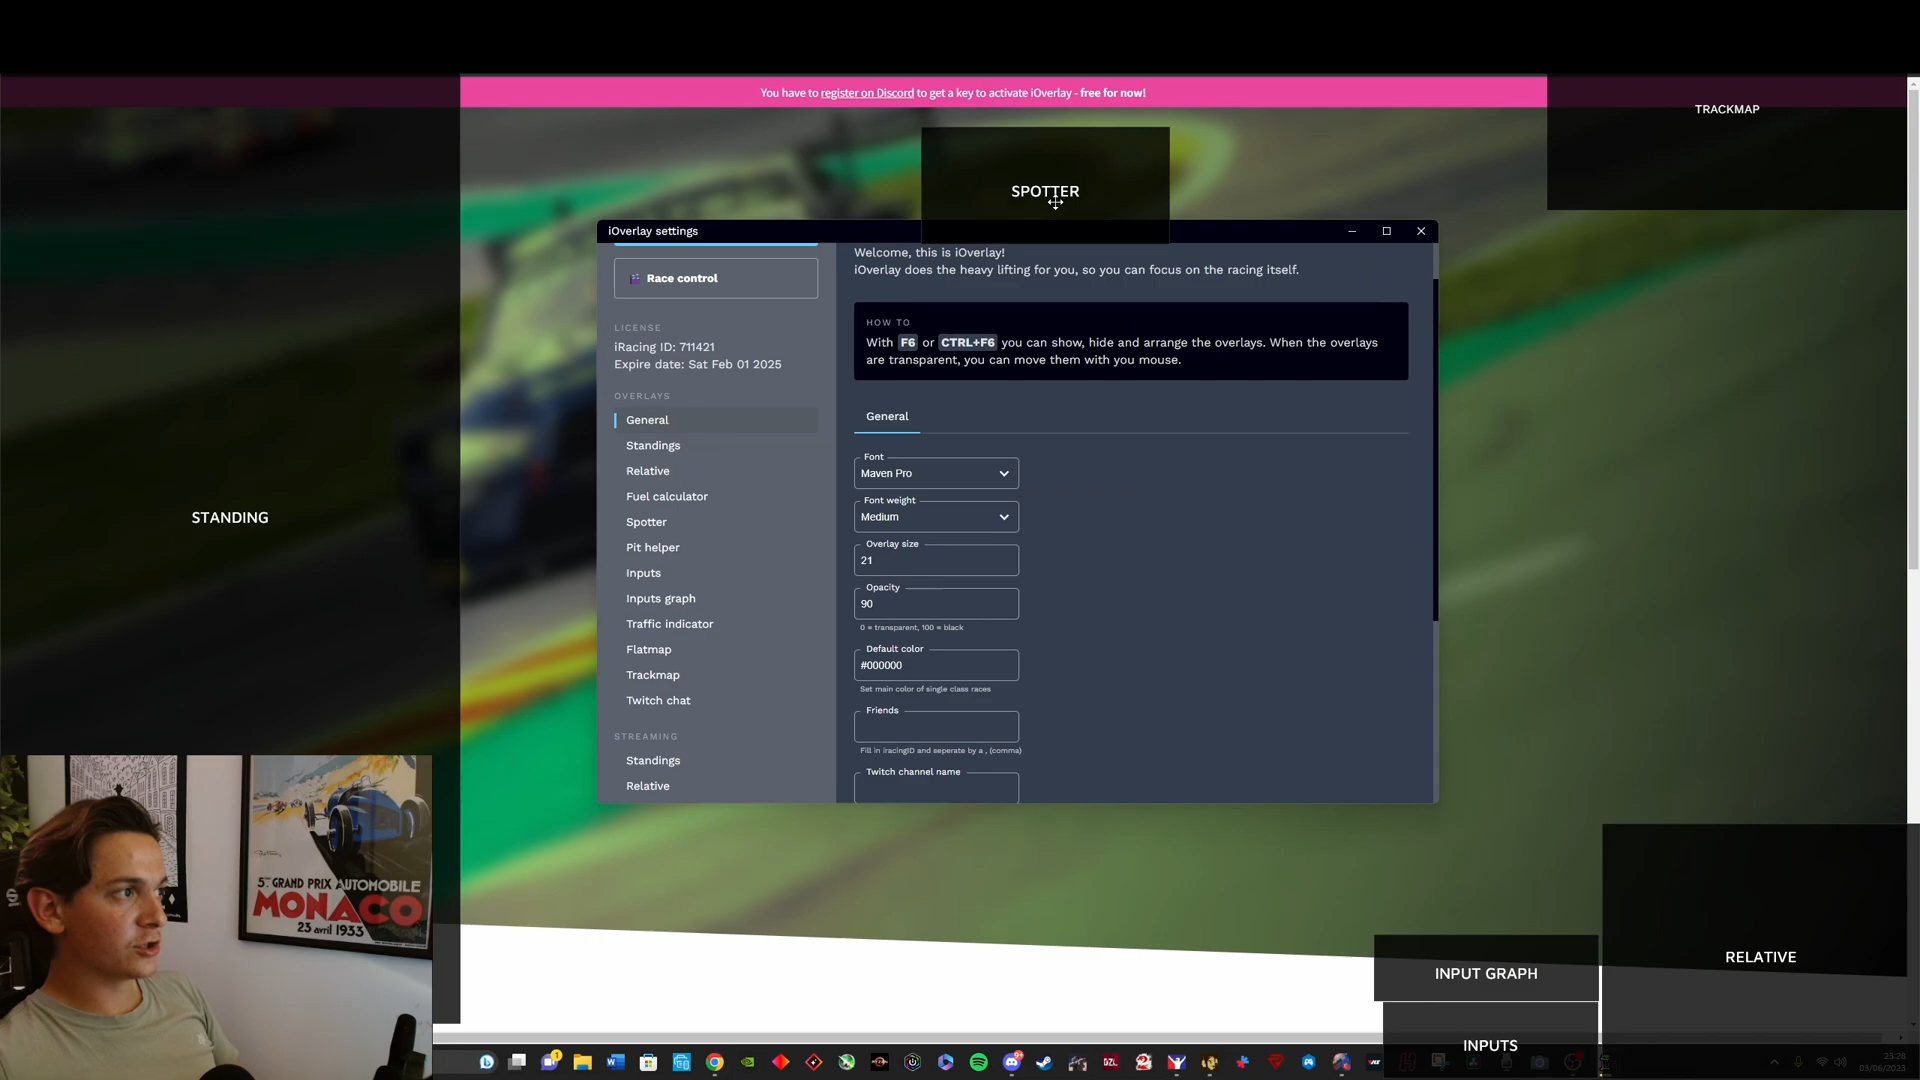 You have to register on Discord to get a key to activate iOverlay - free for now!
TRACKMAP
SPOTTER
iOverlay settings
Welcome, this is iOverlay!
iOverlay does the heavy lifting for you, so you can focus on the racing itself.
Race control
HOW TO
With F6 or CTRL+F6 you can show, hide and arrange the overlays. When the overlays
are transparent, you can move them with you mouse.
LICENSE
iRacing ID: 711421
Expire date: Sat Feb 01 2025
OVERLAYS
General
Standings
Relative
Fuel calculator
Spotter
Pit helper
Inputs
Inputs graph
Traffic indicator
Flatmap
Trackmap
Twitch chat
STREAMING
Standings
Relative
General
Font
Maven Pro
Font weight
Medium
Overlay size
21
Opacity
90
0 = transparent, 100 = black
Default color
#000000
Set main color of single class races
Friends
Fill in iracingID and seperate by a , (comma)
Twitch channel name
STANDING
5e GRAND PRIX AUTOMOBILE
MONACO
23 avril 1933
RELATIVE
INPUT GRAPH
INPUTS
23:28
03/06/2023